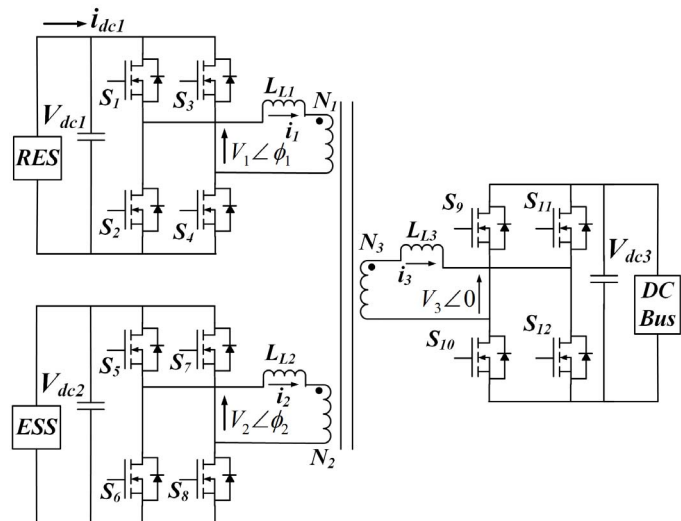 i_dc1
S_1
S_3
L_L1
N_1
V_dc1
i_1
RES
V_1∠ϕ_1
S_2
S_4
S_9
S_11
N_3
L_L3
V_dc3
i_3
V_3∠0
DC
Bus
S_10
S_12
S_5
S_7
L_L2
V_dc2
i_2
ESS
V_2∠ϕ_2
N_2
S_6
S_8